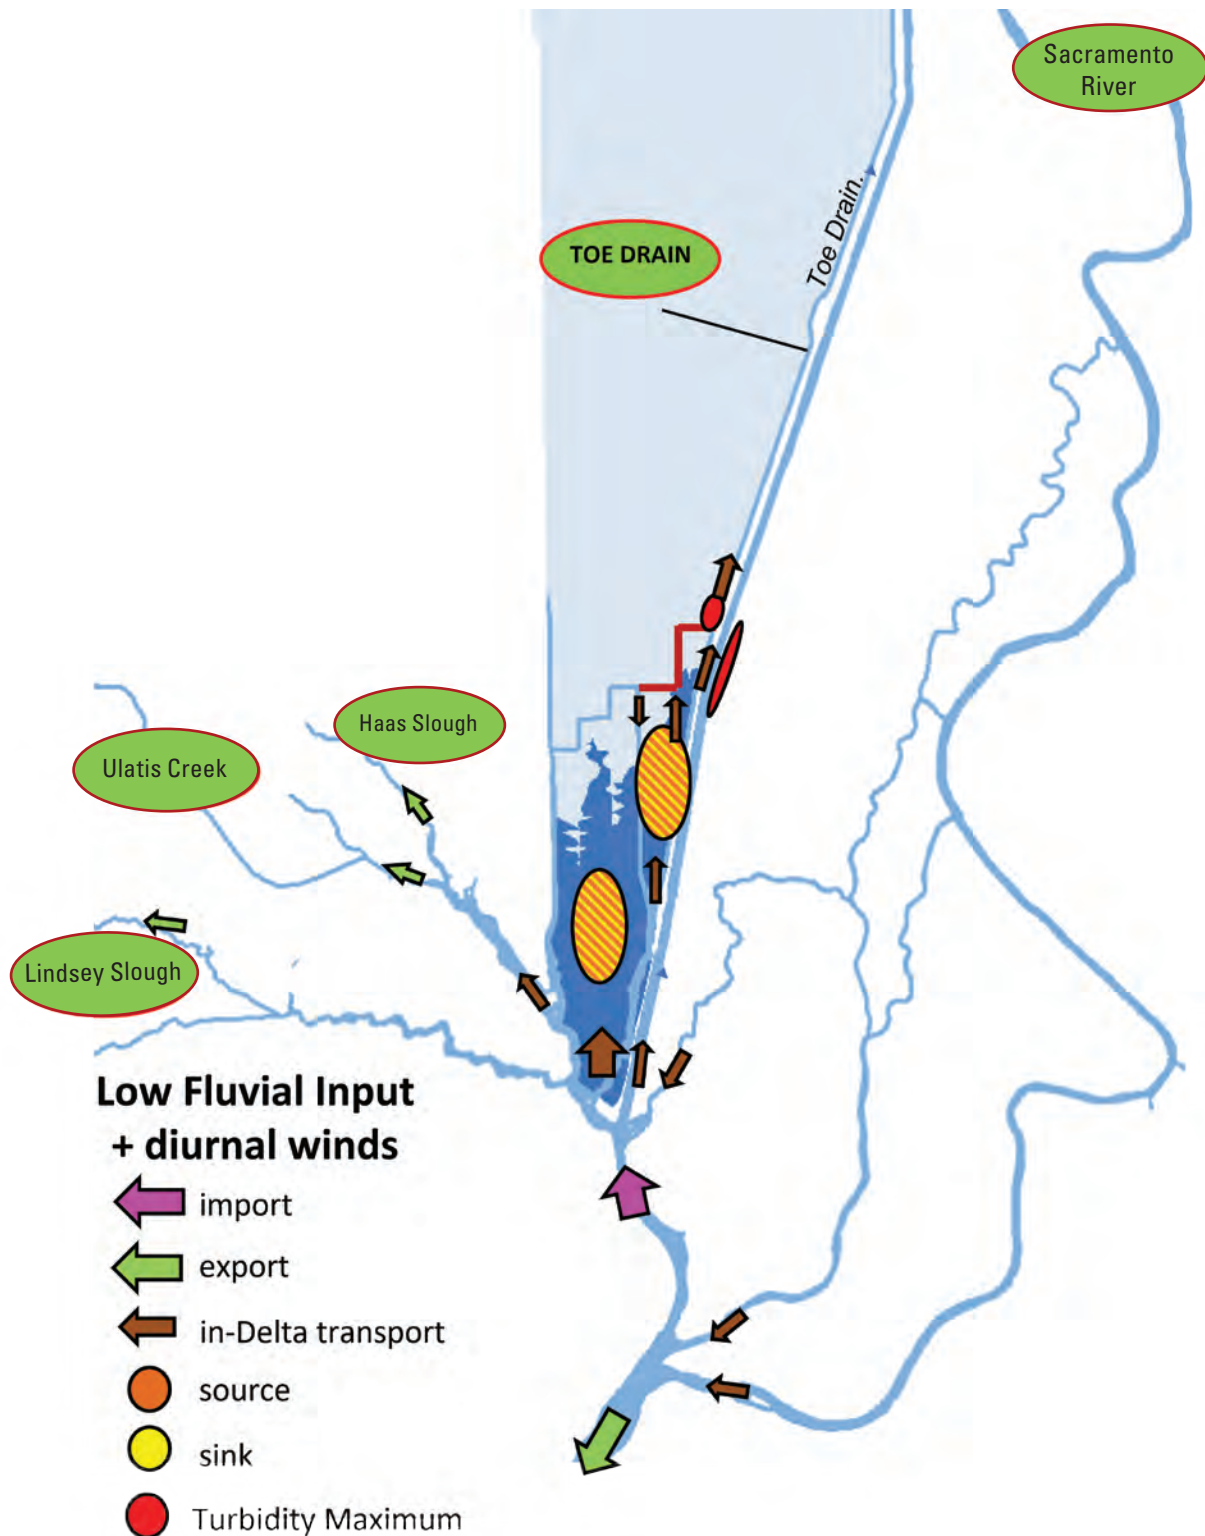 Sacramento
River
TOE DRAIN
Toe Drain.
Haas Slough
Ulatis Creek
Lindsey Slough
Low Fluvial Input
+ diurnal winds
import
export
in-Delta transport
source
sink
Turbidity Maximum